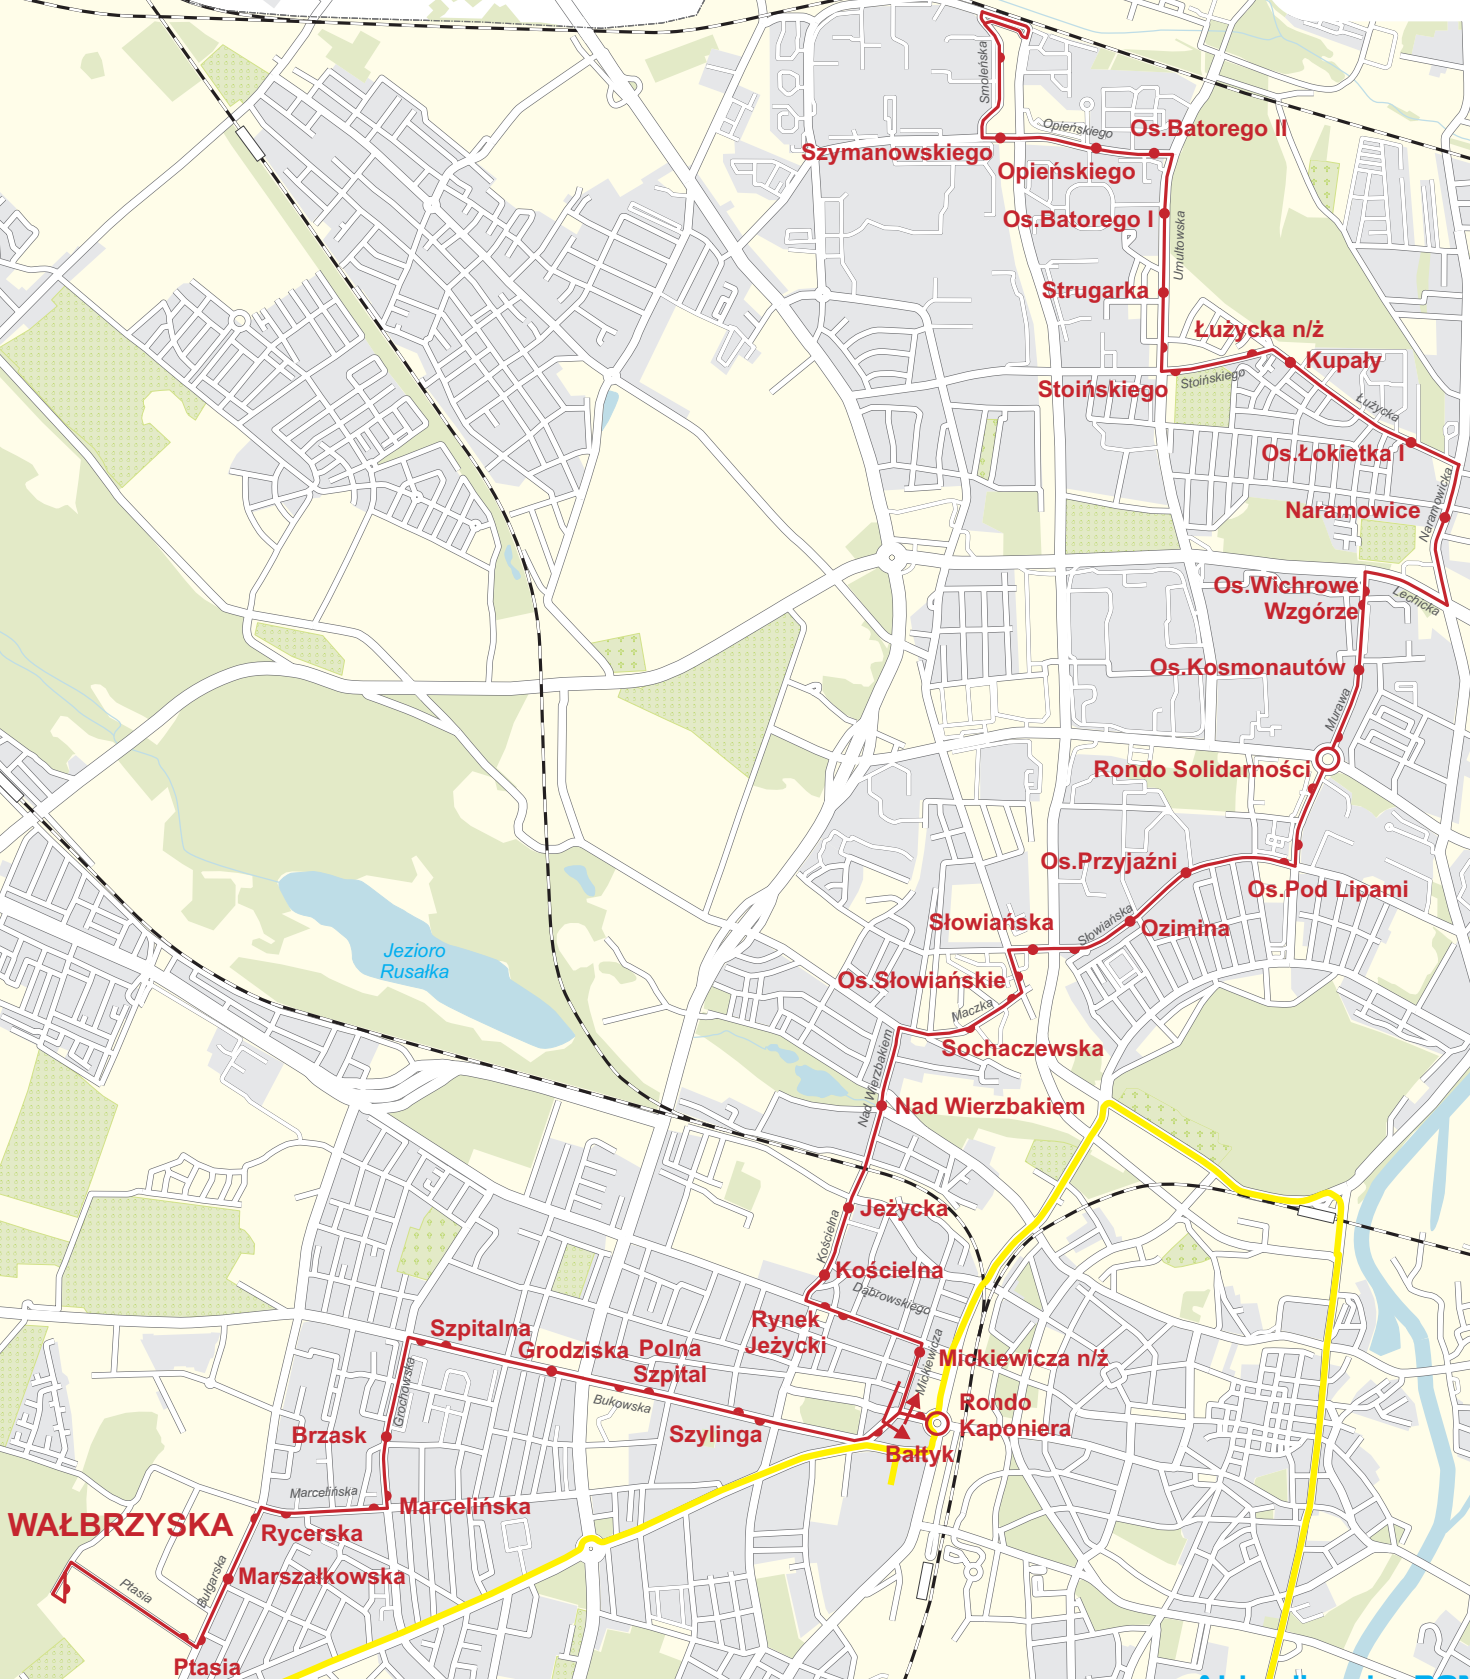 Smoleńska
Opieńskiego
Os.Batorego II
Szymanowskiego
Opieńskiego
Os.Batorego I
Umultowska
Strugarka
Łużycka n/ż
Kupały
Stoińskiego
Stoińskiego
Łużycka
Os.Łokietka I
Naramowicka
Naramowice
Os.Wichrowe
Wzgórze
Lechicka
Os.Kosmonautów
Murawa
Rondo Solidarności
Os.Przyjaźni
Os.Pod Lipami
Słowiańska
Słowiańska
Ozimina
Jezioro
Rusałka
Os.Słowiańskie
Maczka
Sochaczewska
Nad Wierzbakiem
Nad Wierzbakiem
Jeżycka
Kościelna
Kościelna
Dąbrowskiego
Rynek
Jeżycki
Mickiewicza
Mickiewicza n/ż
Szpitalna
Grodziska
Polna
Szpital
Grochowska
Bukowska
Rondo
Kaponiera
Szylinga
Bałtyk
Brzask
Marcelińska
Marcelińska
WAŁBRZYSKA
Rycerska
Marszałkowska
Bułgarska
Ptasia
Ptasia